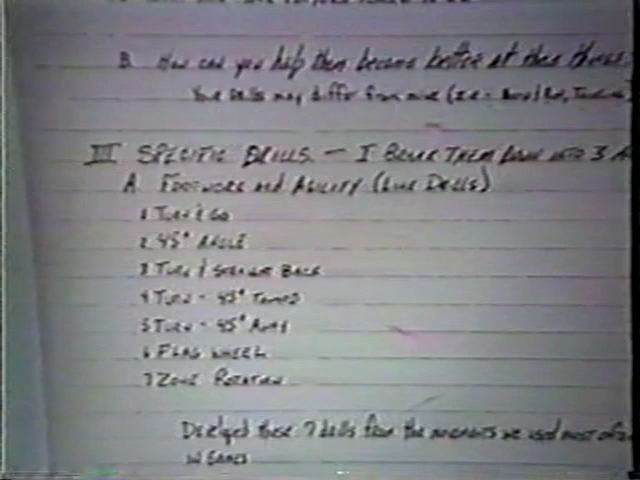 B. How can you help them become better at these things
Your Drills may differ from mine (i.e. -
III SPECIFIC DRILLS - I BREAK THEM DOWN INTO 3
A. FOOTWORK AND AGILITY (LINE DRILLS)
1 TURN & GO
2. 45° ANGLE
3 TURN & STRAIGHT BACK
4 TURN - 45° TOWARD
5 TURN - 45° AWAY
6 FLAG WHEEL
7 ZONE ROTATION
these 7 drills from the movements we used most often
IN GAMES